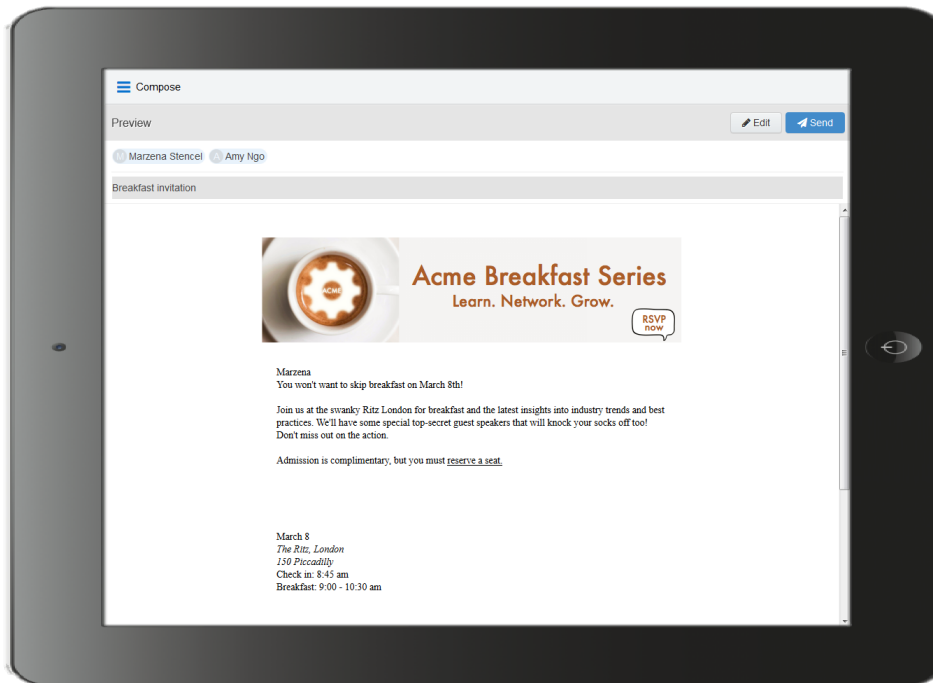 Compose
Preview
Edit
Send
M Marzena Stencel
A Amy Ngo
Breakfast invitation
ACME
Acme Breakfast Series
Learn. Network. Grow.
RSVP
now
Marzena
You won't want to skip breakfast on March 8th!
Join us at the swanky Ritz London for breakfast and the latest insights into industry trends and best
practices. We'll have some special top-secret guest speakers that will knock your socks off too!
Don't miss out on the action.
Admission is complimentary, but you must reserve a seat.
March 8
The Ritz, London
150 Piccadilly
Check in: 8:45 am
Breakfast: 9:00 - 10:30 am